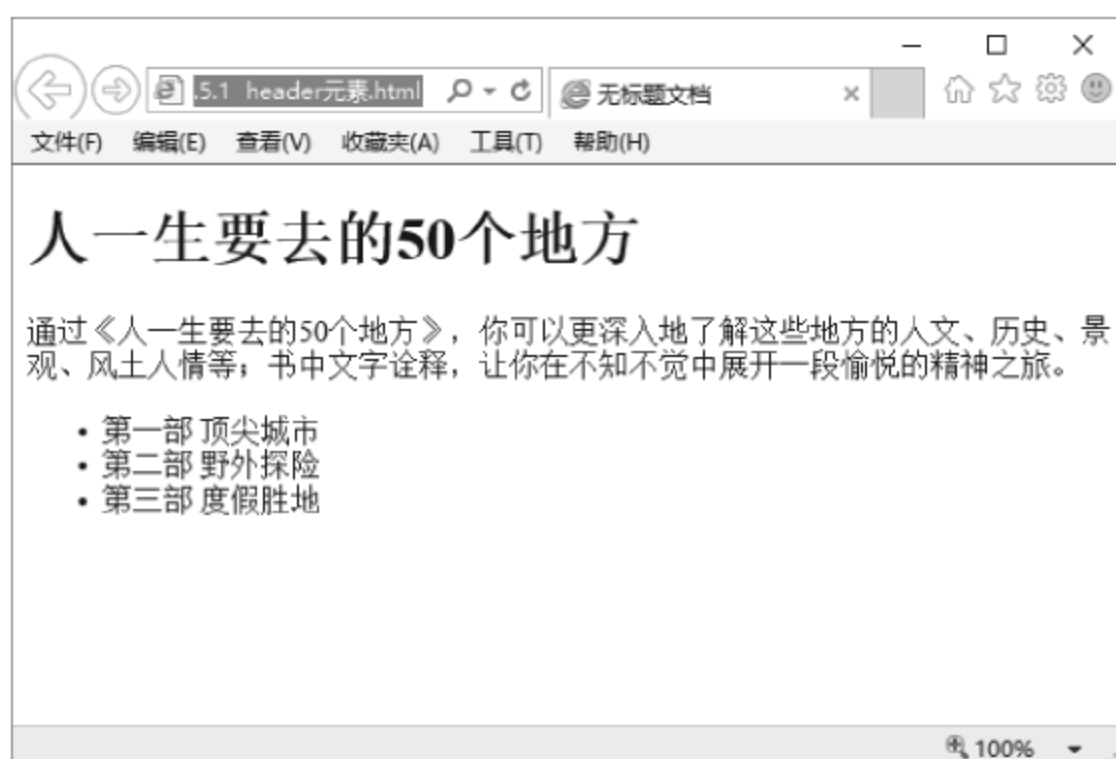 .5.1 header元素.html
无标题文档
文件(F) 编辑(E) 查看(V) 收藏夹(A) 工具(T) 帮助(H)
人一生要去的50个地方
通过《人一生要去的50个地方》，你可以更深入地了解这些地方的人文、历史、景
观、风土人情等；书中文字诠释，让你在不知不觉中展开一段愉悦的精神之旅。
• 第一部 顶尖城市
• 第二部 野外探险
• 第三部 度假胜地
100%